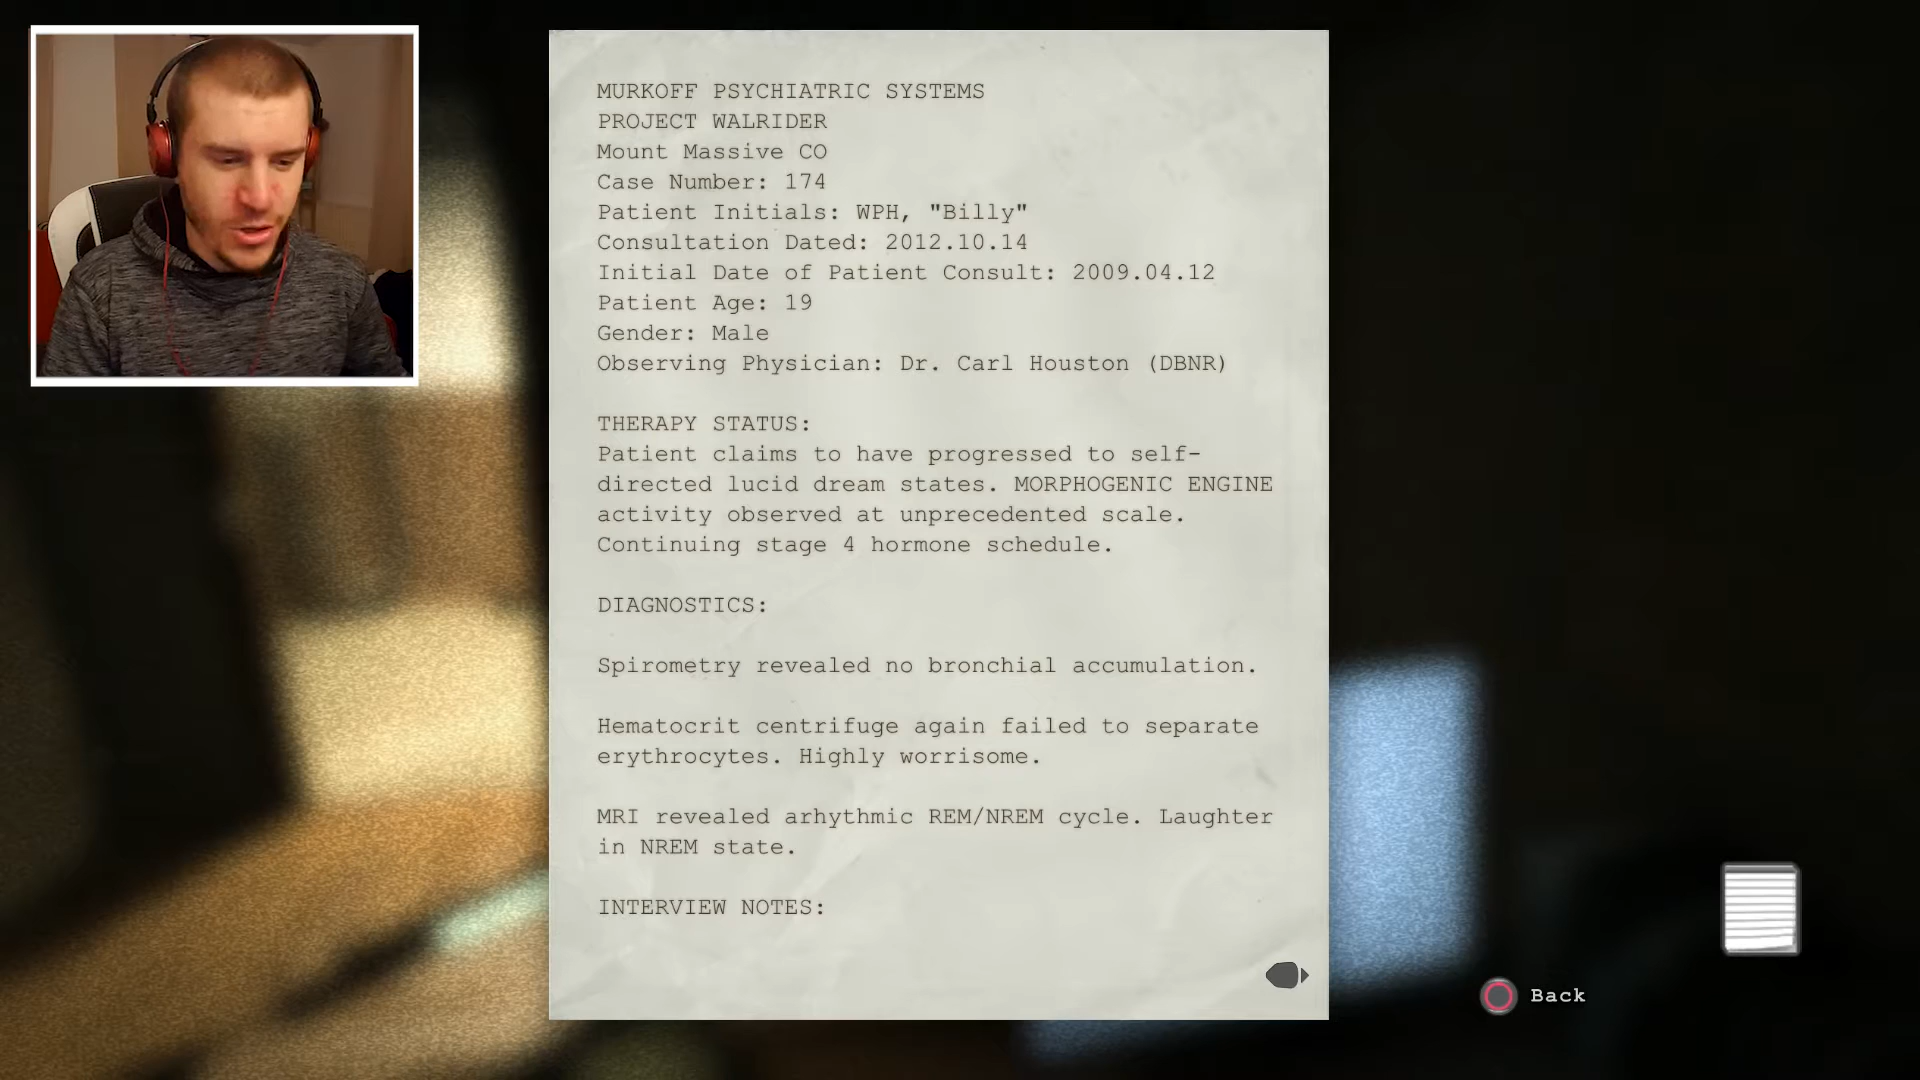 MURKOFF PSYCHIATRIC SYSTEMS
PROJECT WALRIDER
Mount Massive CO
Case Number: 174
Patient Initials: WPH, "Billy"
Consultation Dated: 2012.10.14
Initial Date of Patient Consult: 2009.04.12
Patient Age: 19
Gender: Male
Observing Physician: Dr. Carl Houston (DBNR)
THERAPY STATUS:
Patient claims to have progressed to self-
directed lucid dream states. MORPHOGENIC ENGINE
activity observed at unprecedented scale.
Continuing stage 4 hormone schedule.
DIAGNOSTICS:
Spirometry revealed no bronchial accumulation.
Hematocrit centrifuge again failed to separate
erythrocytes. Highly worrisome.
MRI revealed arhythmic REM/NREM cycle. Laughter
in NREM state.
INTERVIEW NOTES:
Back